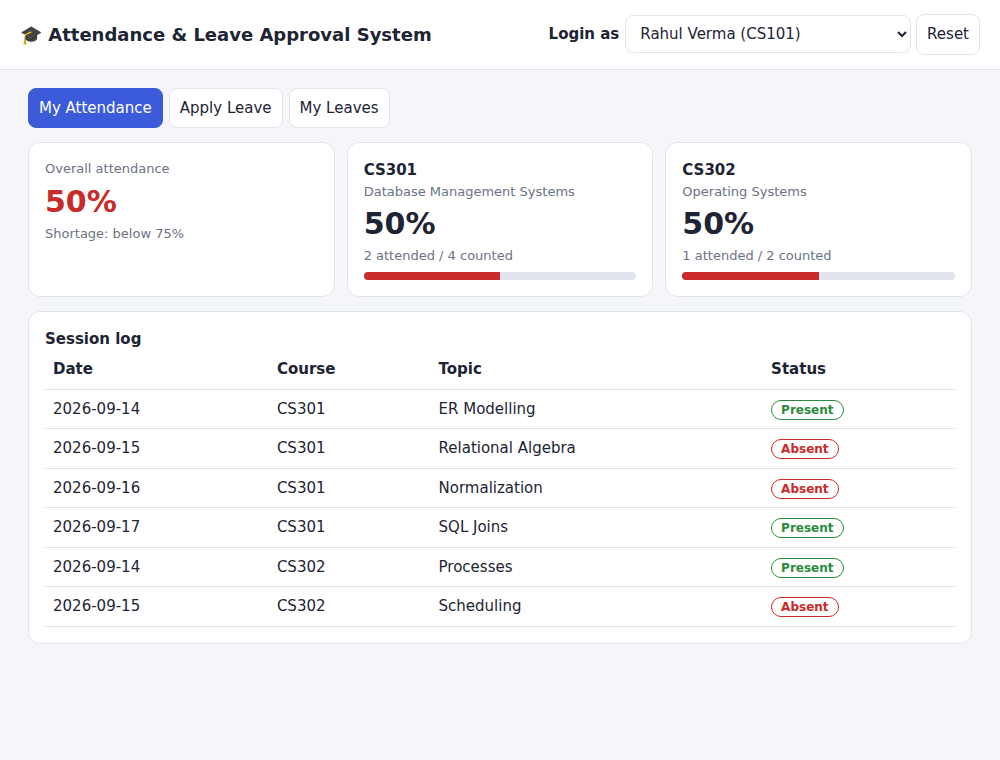 🎓 Attendance & Leave Approval System
Login as Rahul Verma (CS101) Reset
My Attendance Apply Leave My Leaves
Overall attendance
50%
Shortage: below 75%
CS301
Database Management Systems
50%
2 attended / 4 counted
CS302
Operating Systems
50%
1 attended / 2 counted
Session log
Date Course Topic Status
2026-09-14 CS301 ER Modelling Present
2026-09-15 CS301 Relational Algebra Absent
2026-09-16 CS301 Normalization Absent
2026-09-17 CS301 SQL Joins Present
2026-09-14 CS302 Processes Present
2026-09-15 CS302 Scheduling Absent